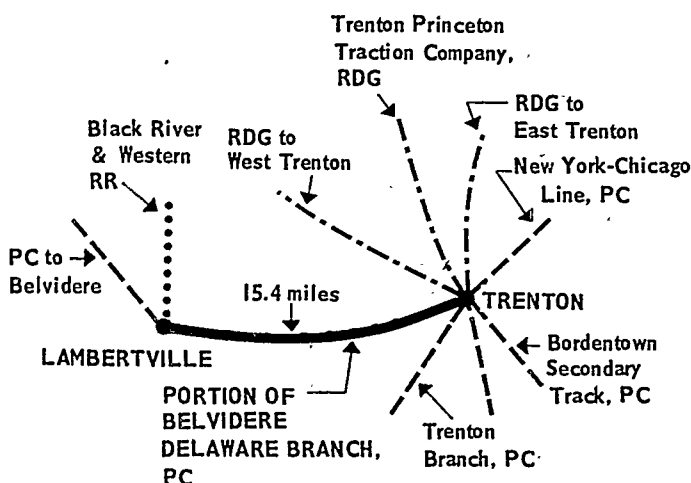 Trenton Princeton
Traction Company,
RDG
RDG to
East Trenton
Black River
& Western
RR
RDG to
West Trenton
New York-Chicago
Line, PC
PC to
Belvidere
15.4 miles
TRENTON
LAMBERTVILLE
Bordentown
Secondary
Track, PC
PORTION OF
BELVIDERE
DELAWARE BRANCH,
PC
Trenton
Branch, PC